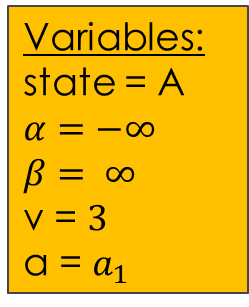 Variables:
state = A
α = −∞
β = ∞
v = 3
a = a₁